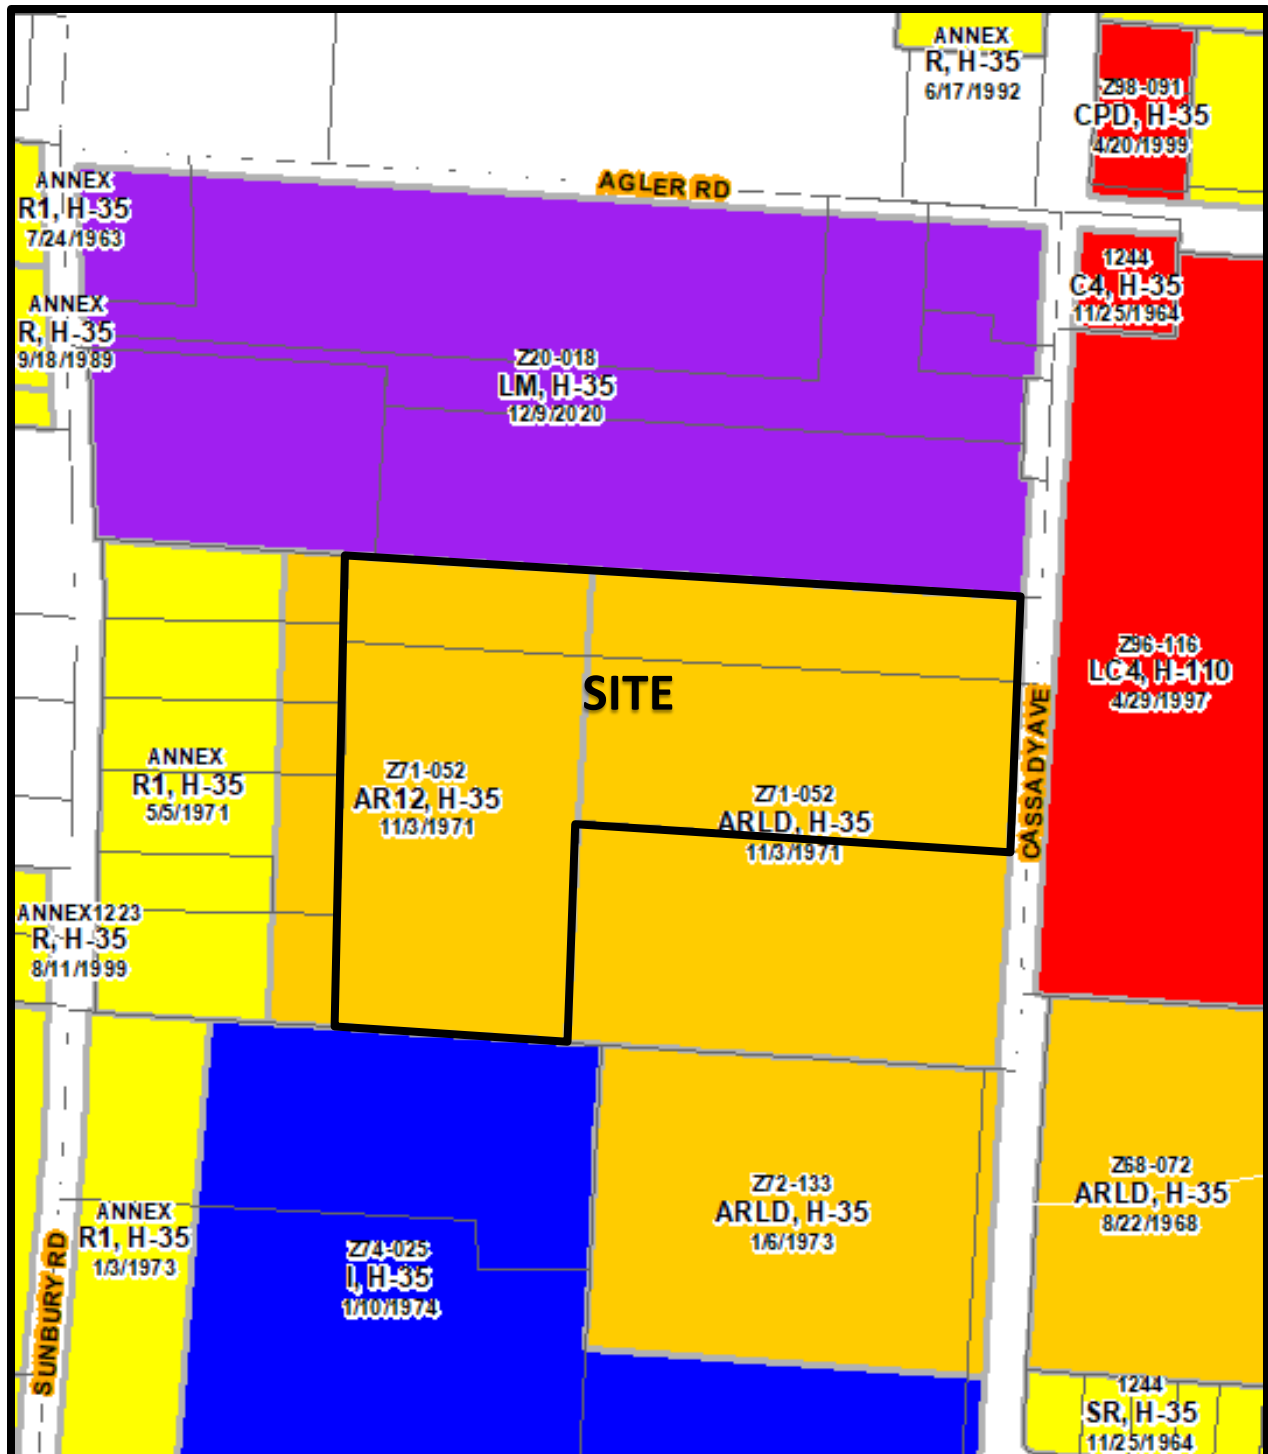 ANNEX
R, H-35
6/17/1992
Z98-091
CPD, H-35
4/20/1999
AGLER RD
ANNEX
R1, H-35
7/24/1963
1244
C4, H-35
11/25/1964
ANNEX
R, H-35
9/18/1989
Z20-018
LM, H-35
12/9/2020
Z96-116
LC4, H-110
4/29/1997
SITE
CASSADY AVE
ANNEX
R1, H-35
5/5/1971
Z71-052
AR12, H-35
11/3/1971
Z71-052
ARLD, H-35
11/3/1971
ANNEX1223
R, H-35
8/11/1999
Z72-133
ARLD, H-35
1/6/1973
Z68-072
ARLD, H-35
8/22/1968
ANNEX
R1, H-35
1/3/1973
Z74-025
I, H-35
1/10/1974
SUNBURY RD
1244
SR, H-35
11/25/1964